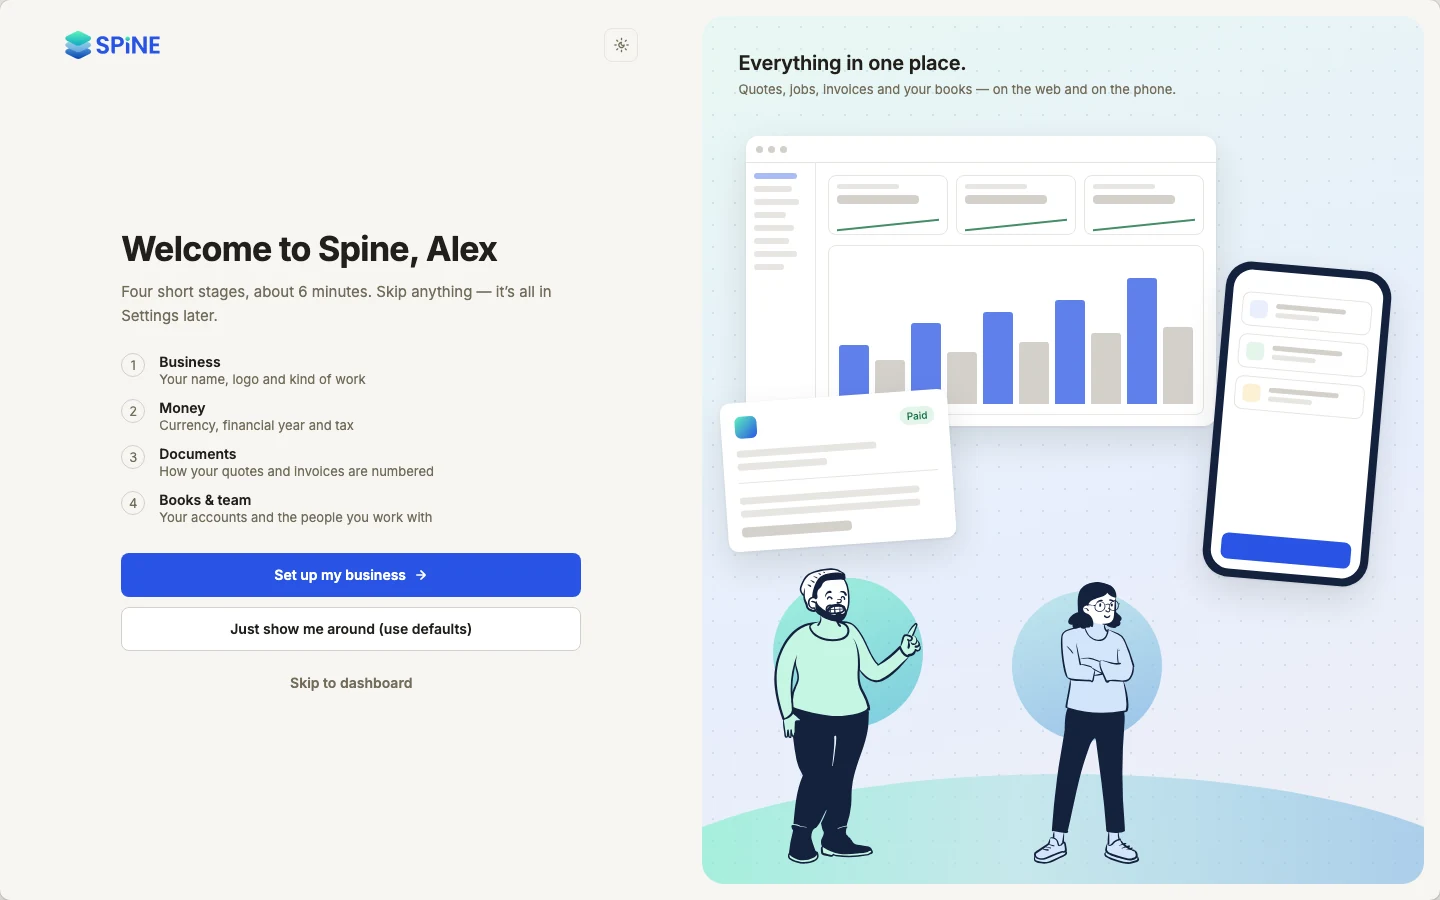 SPiNE
Welcome to Spine, Alex
Four short stages, about 6 minutes. Skip anything — it’s all in
Settings later.
1
Business
Your name, logo and kind of work
2
Money
Currency, financial year and tax
3
Documents
How your quotes and invoices are numbered
4
Books & team
Your accounts and the people you work with
Set up my business →
Just show me around (use defaults)
Skip to dashboard
Everything in one place.
Quotes, jobs, invoices and your books — on the web and on the phone.
Paid